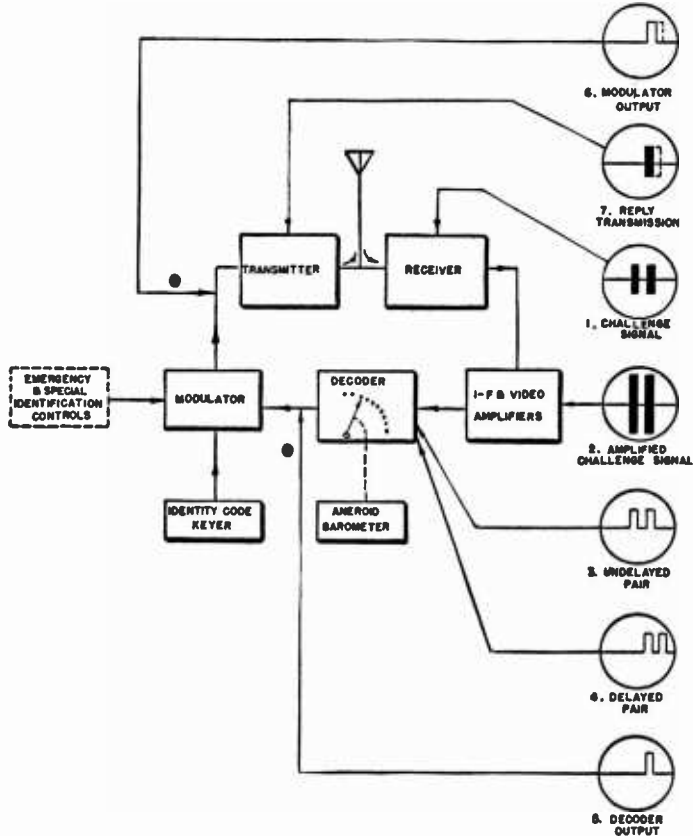 6. MODULATOR
OUTPUT
7. REPLY
TRANSMISSION
TRANSMITTER
RECEIVER
1. CHALLENGE
SIGNAL
EMERGENCY
& SPECIAL
IDENTIFICATION
CONTROLS
MODULATOR
DECODER
I-F & VIDEO
AMPLIFIERS
2. AMPLIFIED
CHALLENGE SIGNAL
IDENTITY CODE
KEYER
ANEROID
BAROMETER
3. UNDELAYED
PAIR
4. DELAYED
PAIR
5. DECODER
OUTPUT